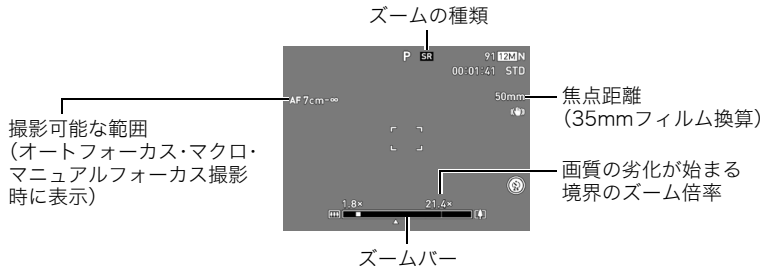 ズームの種類
P SR 91 12M N
00:01:41 STD
AF 7cm-∞
50mm
焦点距離
（35mmフィルム換算）
撮影可能な範囲
（オートフォーカス・マクロ・
マニュアルフォーカス撮影
時に表示）
画質の劣化が始まる
境界のズーム倍率
1.8× 21.4×
ズームバー